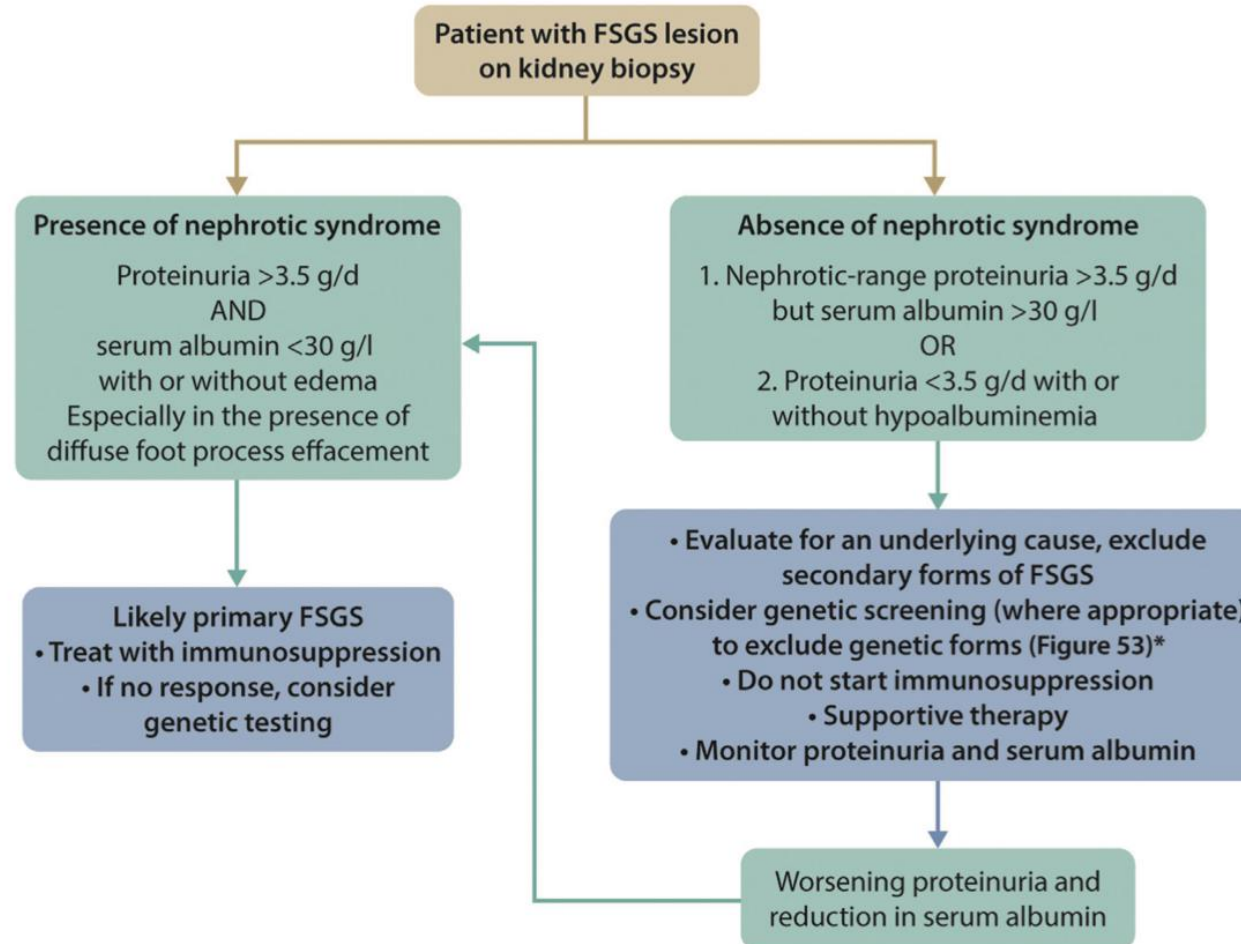 Patient with FSGS lesion
on kidney biopsy
Presence of nephrotic syndrome
Proteinuria >3.5 g/d
AND
serum albumin <30 g/l
with or without edema
Especially in the presence of
diffuse foot process effacement
Likely primary FSGS
• Treat with immunosuppression
• If no response, consider
genetic testing
Absence of nephrotic syndrome
1. Nephrotic-range proteinuria >3.5 g/d
but serum albumin >30 g/l
OR
2. Proteinuria <3.5 g/d with or
without hypoalbuminemia
• Evaluate for an underlying cause, exclude
secondary forms of FSGS
• Consider genetic screening (where appropriate)
to exclude genetic forms (Figure 53)*
• Do not start immunosuppression
• Supportive therapy
• Monitor proteinuria and serum albumin
Worsening proteinuria and
reduction in serum albumin